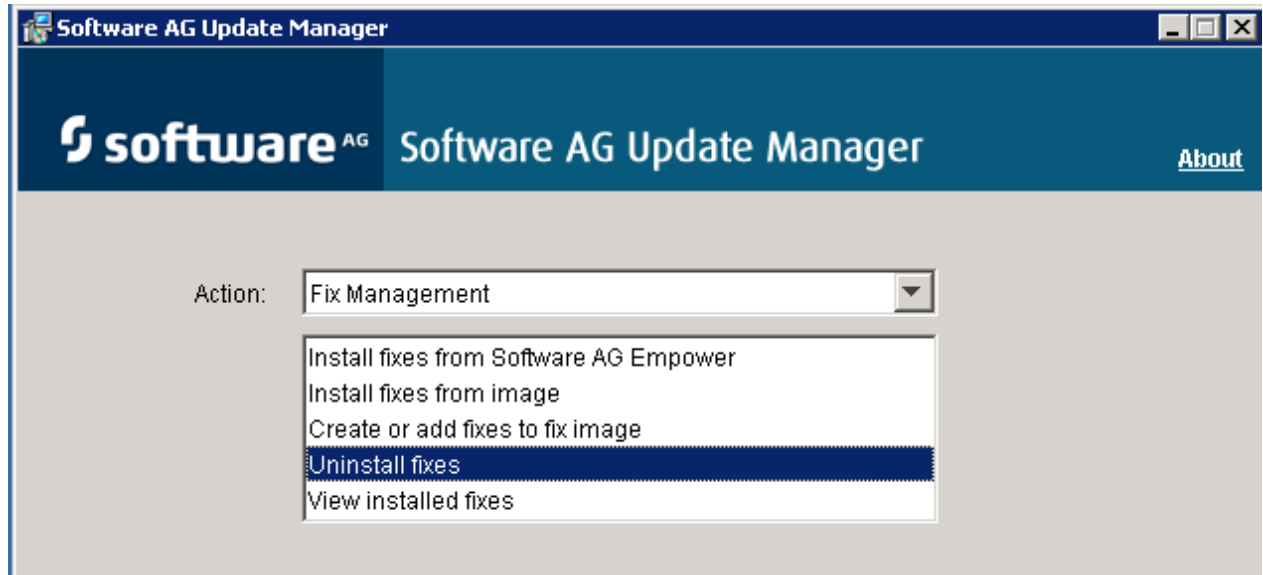 Software AG Update Manager
software AG Software AG Update Manager
About
Action: Fix Management
Install fixes from Software AG Empower
Install fixes from image
Create or add fixes to fix image
Uninstall fixes
View installed fixes